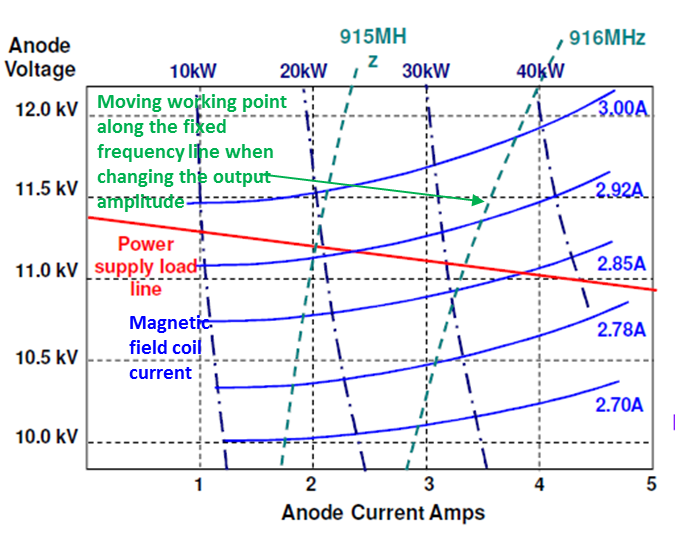 Anode
Voltage
915MH
z
916MHz
10kW
20kW
30kW
40kW
12.0 kV
11.5 kV
11.0 kV
10.5 kV
10.0 kV
Moving working point
along the fixed
frequency line when
changing the output
amplitude
3.00A
2.92A
2.85A
2.78A
2.70A
Power
supply load
line
Magnetic
field coil
current
1
2
3
4
5
Anode Current Amps